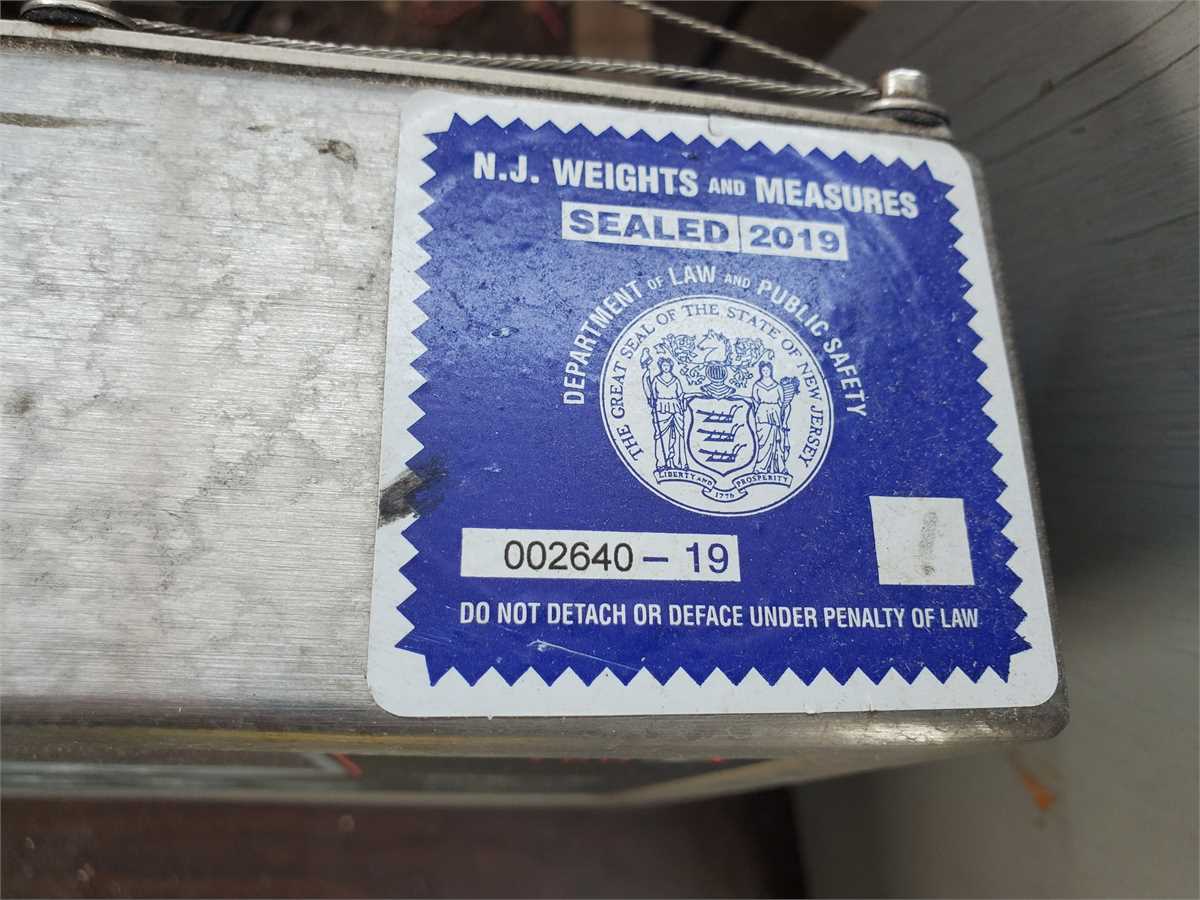 N.J. WEIGHTS AND MEASURES
SEALED 2019
DEPARTMENT OF LAW AND PUBLIC SAFETY
THE GREAT SEAL OF THE STATE OF NEW JERSEY
LIBERTY AND PROSPERITY
1776
002640 - 19
DO NOT DETACH OR DEFACE UNDER PENALTY OF LAW